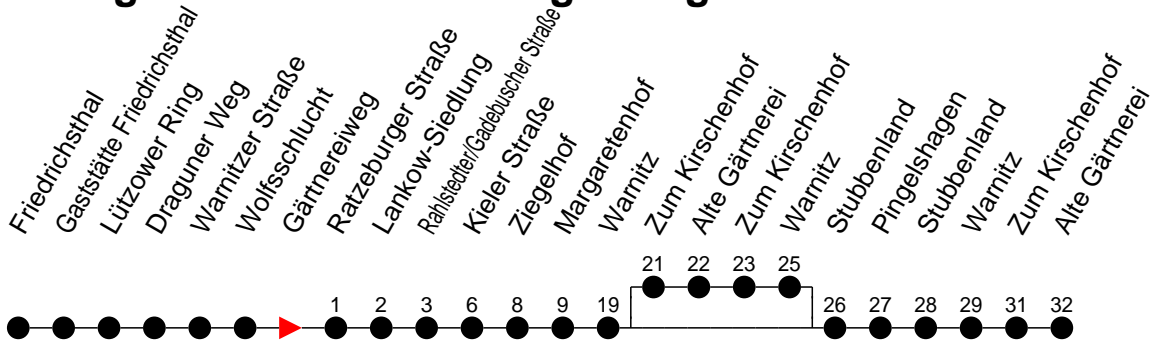 Friedrichsthal
Gaststätte Friedrichsthal
Lützower Ring
Draguner Weg
Warnitzer Straße
Wolfsschlucht
Gärtnereiweg
Ratzeburger Straße
Lankow-Siedlung
Rahlstedter/Gadebuscher Straße
Kieler Straße
Ziegelhof
Margaretenhof
Warnitz
Zum Kirschenhof
Alte Gärtnerei
Zum Kirschenhof
Warnitz
Stubbenland
Pingelshagen
Stubbenland
Warnitz
Zum Kirschenhof
Alte Gärtnerei
21 22 23 25
1 2 3 6 8 9 19 26 27 28 29 31 32